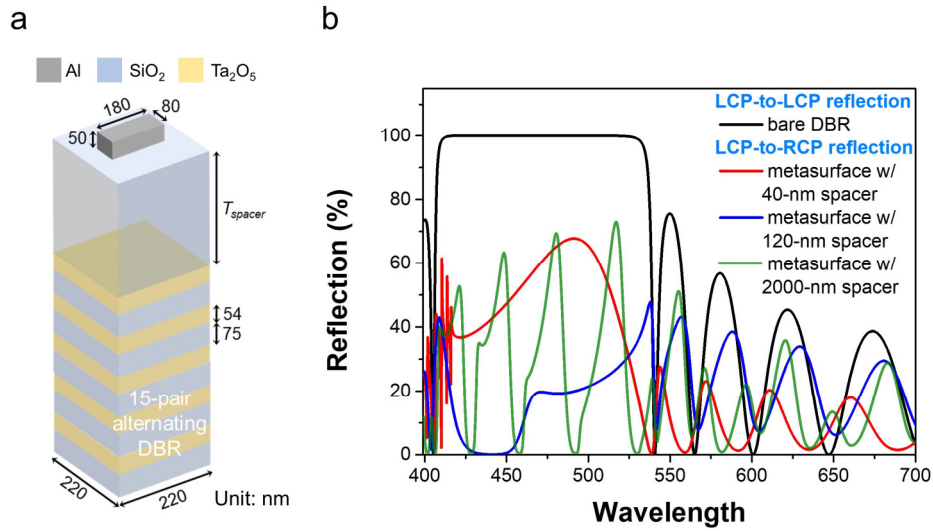 a
Al
SiO₂
Ta₂O₅
180
80
50
T_spacer
54
75
15-pair
alternating
DBR
220
220
Unit: nm
b
LCP-to-LCP reflection
bare DBR
LCP-to-RCP reflection
metasurface w/
40-nm spacer
metasurface w/
120-nm spacer
metasurface w/
2000-nm spacer
Reflection (%)
100
80
60
40
20
0
400
450
500
550
600
650
700
Wavelength